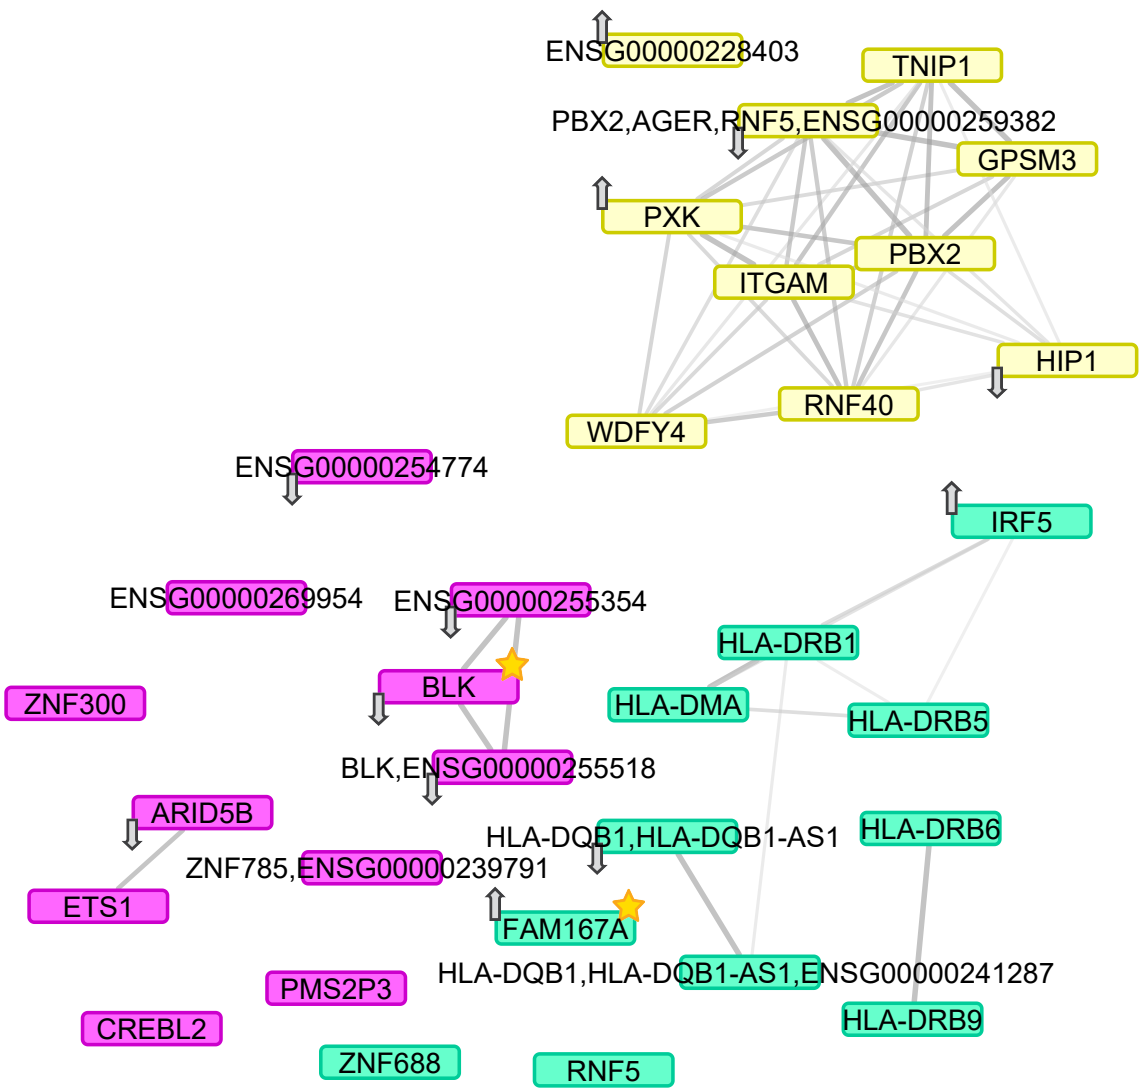 ENSG00000228403
TNIP1
PBX2,AGER,RNF5,ENSG00000259382
GPSM3
PXK
PBX2
ITGAM
HIP1
RNF40
WDFY4
ENSG00000254774
IRF5
ENSG00000269954
ENSG00000255354
HLA-DRB1
BLK
ZNF300
HLA-DMA
HLA-DRB5
BLK,ENSG00000255518
ARID5B
HLA-DQB1,HLA-DQB1-AS1
HLA-DRB6
ZNF785,ENSG00000239791
ETS1
FAM167A
HLA-DQB1,HLA-DQB1-AS1,ENSG00000241287
PMS2P3
CREBL2
HLA-DRB9
ZNF688
RNF5